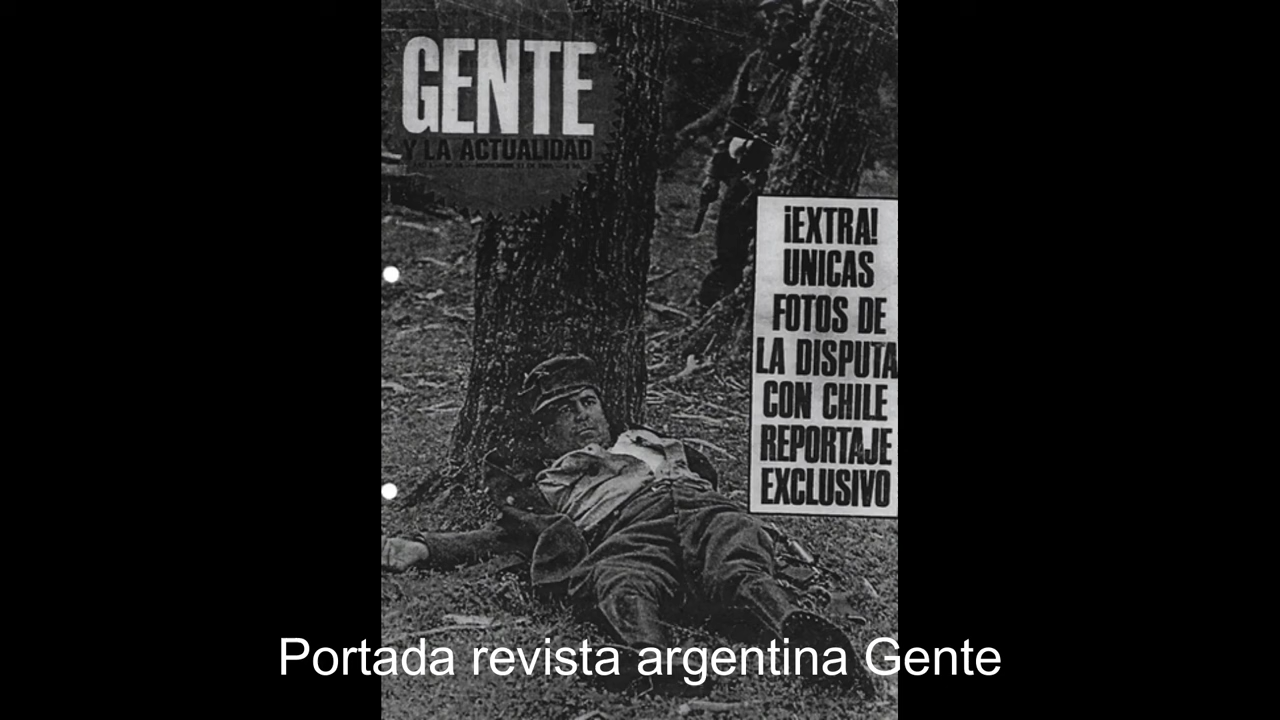 GENTE
Y LA ACTUALIDAD
¡EXTRA!
UNICAS
FOTOS DE
LA DISPUTA
CON CHILE
REPORTAJE
EXCLUSIVO
Portada revista argentina Gente